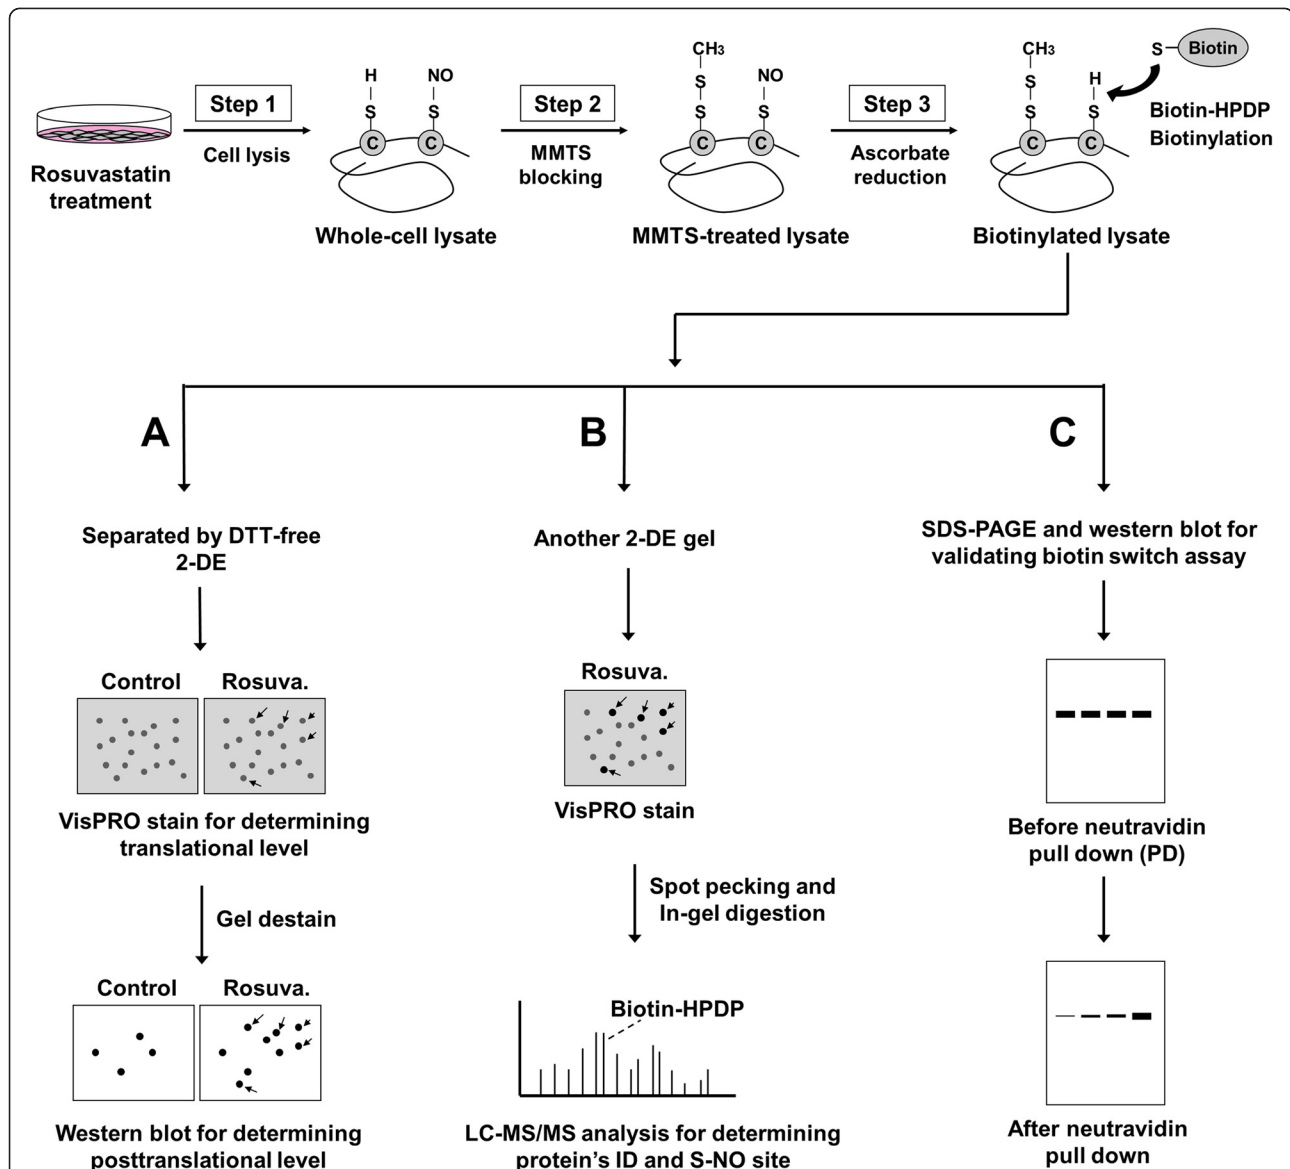 Rosuvastatin
treatment
Step 1
Cell lysis
H
S
C
NO
S
C
Whole-cell lysate
Step 2
MMTS
blocking
CH3
S
S
C
NO
S
C
MMTS-treated lysate
Step 3
Ascorbate
reduction
CH3
S
S
C
H
S
C
S
Biotin
Biotin-HPDP
Biotinylation
Biotinylated lysate
A
Separated by DTT-free
2-DE
Control
Rosuva.
VisPRO stain for determining
translational level
Gel destain
Control
Rosuva.
Western blot for determining
posttranslational level
B
Another 2-DE gel
Rosuva.
VisPRO stain
Spot pecking and
In-gel digestion
Biotin-HPDP
LC-MS/MS analysis for determining
protein's ID and S-NO site
C
SDS-PAGE and western blot for
validating biotin switch assay
Before neutravidin
pull down (PD)
After neutravidin
pull down